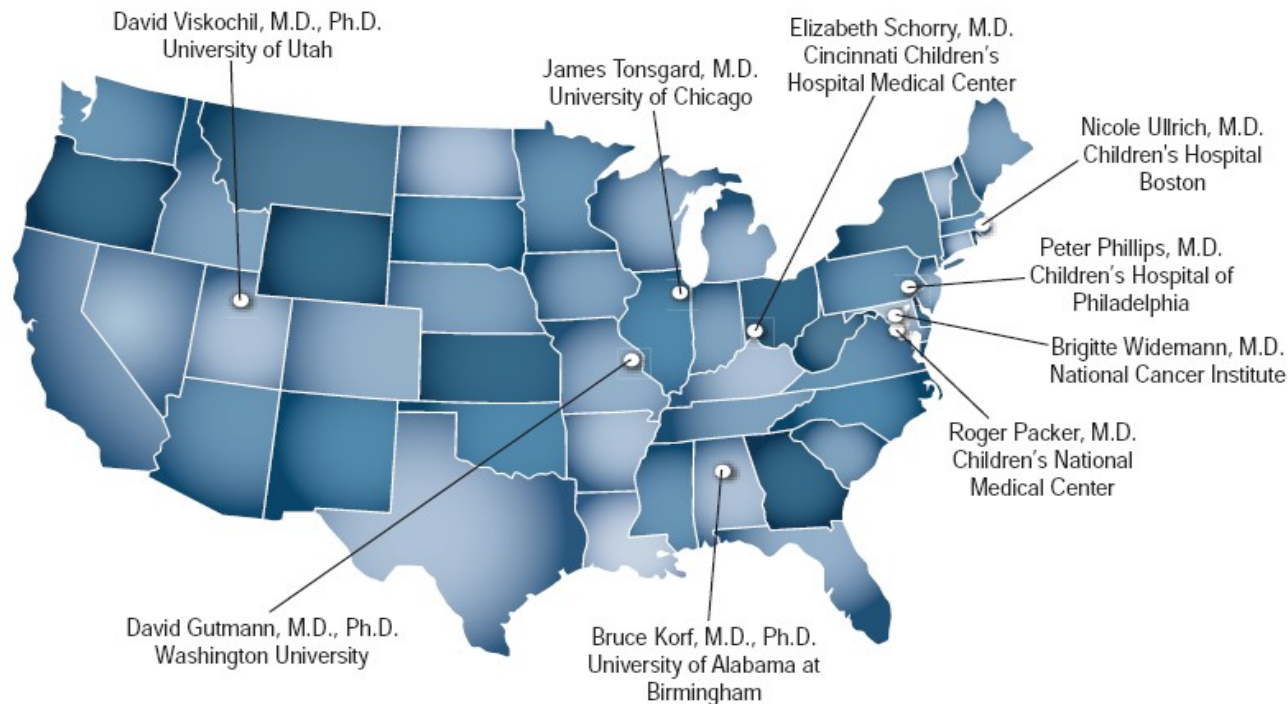 David Viskochil, M.D., Ph.D.
University of Utah
James Tonsgard, M.D.
University of Chicago
Elizabeth Schorry, M.D.
Cincinnati Children's
Hospital Medical Center
Nicole Ullrich, M.D.
Children's Hospital
Boston
Peter Phillips, M.D.
Children's Hospital of
Philadelphia
Brigitte Widemann, M.D.
National Cancer Institute
Roger Packer, M.D.
Children's National
Medical Center
David Gutmann, M.D., Ph.D.
Washington University
Bruce Korf, M.D., Ph.D.
University of Alabama at
Birmingham